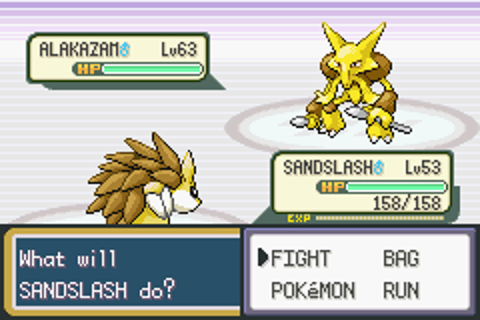 ALAKAZAM♂ Lv63
HP
SANDSLASH♂ Lv53
HP
158/158
EXP
What will
SANDSLASH do?
▶FIGHT BAG
POKéMON RUN